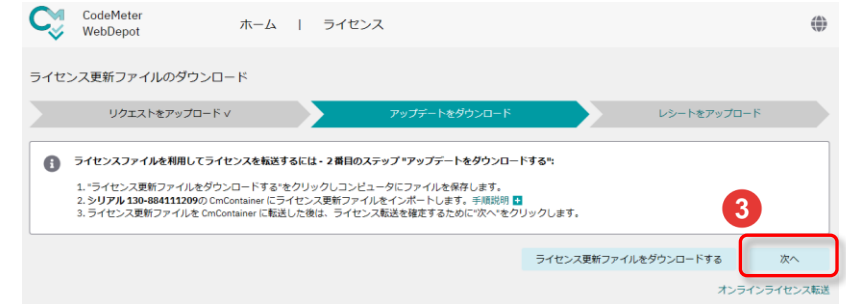 CodeMeter
WebDepot
ホーム | ライセンス
ライセンス更新ファイルのダウンロード
リクエストをアップロード ✓ アップデートをダウンロード レシートをアップロード
ライセンスファイルを利用してライセンスを転送するには - 2 番目のステップ "アップデートをダウンロードする":
1. "ライセンス更新ファイルをダウンロードする"をクリックしコンピュータにファイルを保存します。
2. シリアル 130-884111209の CmContainer にライセンス更新ファイルをインポートします。手順説明
3. ライセンス更新ファイルを CmContainer に転送した後は、ライセンス転送を確定するために"次へ"をクリックします。
3
ライセンス更新ファイルをダウンロードする 次へ
オンラインライセンス転送